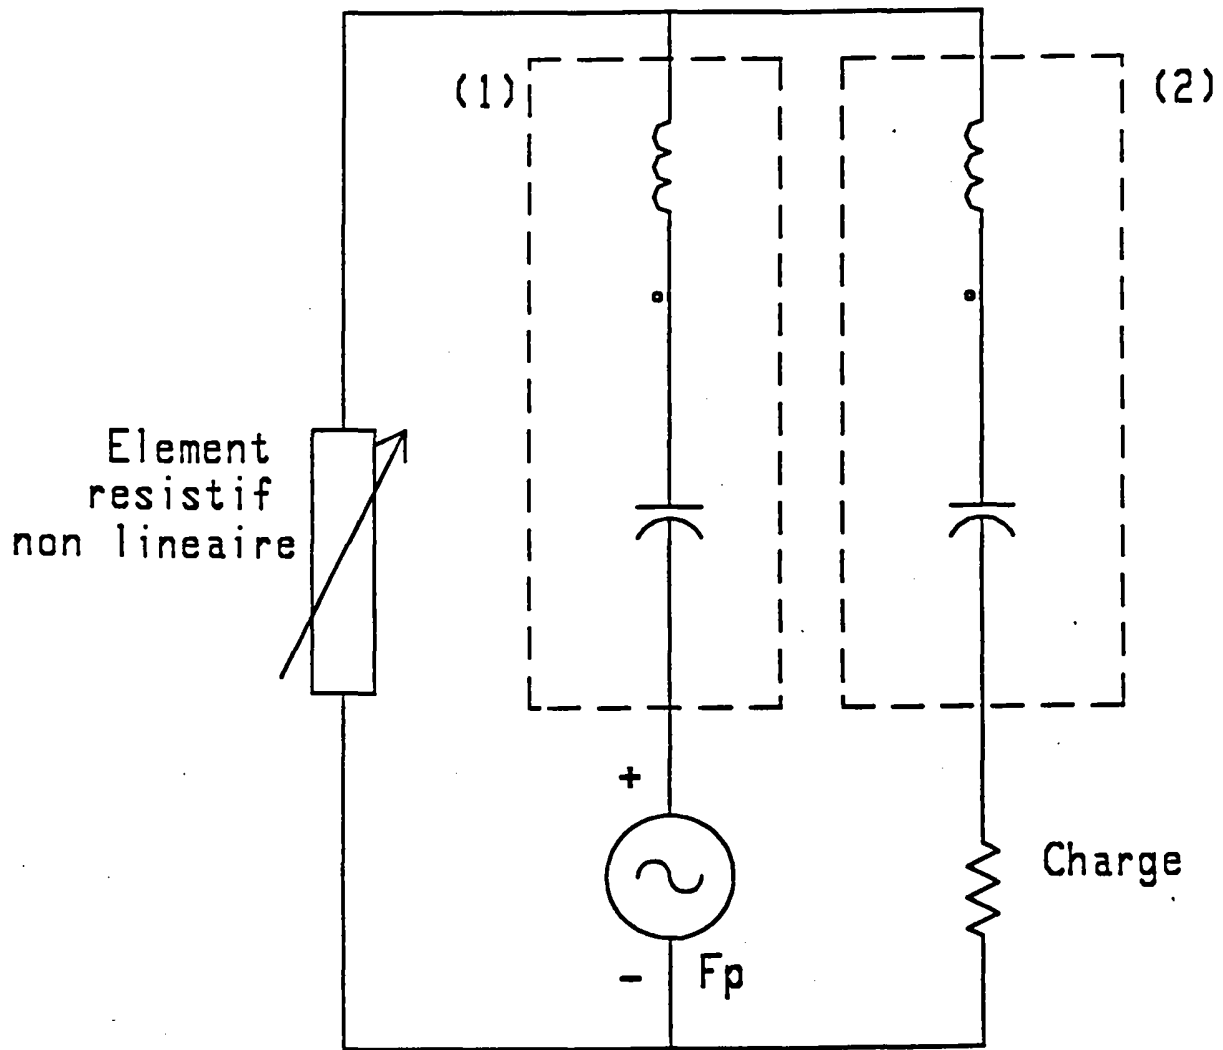 (1)
(2)
Element
resistif
non lineaire
+
Charge
- Fp